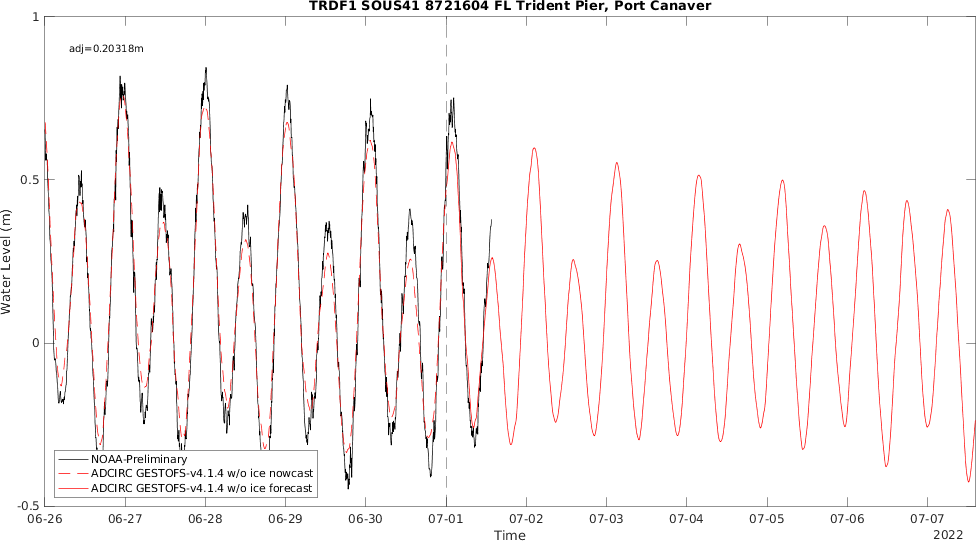 TRDF1 SOUS41 8721604 FL Trident Pier, Port Canaver
adj=0.20318m
1
0.5
0
-0.5
Water Level (m)
NOAA-Preliminary
ADCIRC GESTOFS-v4.1.4 w/o ice nowcast
ADCIRC GESTOFS-v4.1.4 w/o ice forecast
06-26 06-27 06-28 06-29 06-30 07-01 07-02 07-03 07-04 07-05 07-06 07-07
Time
2022